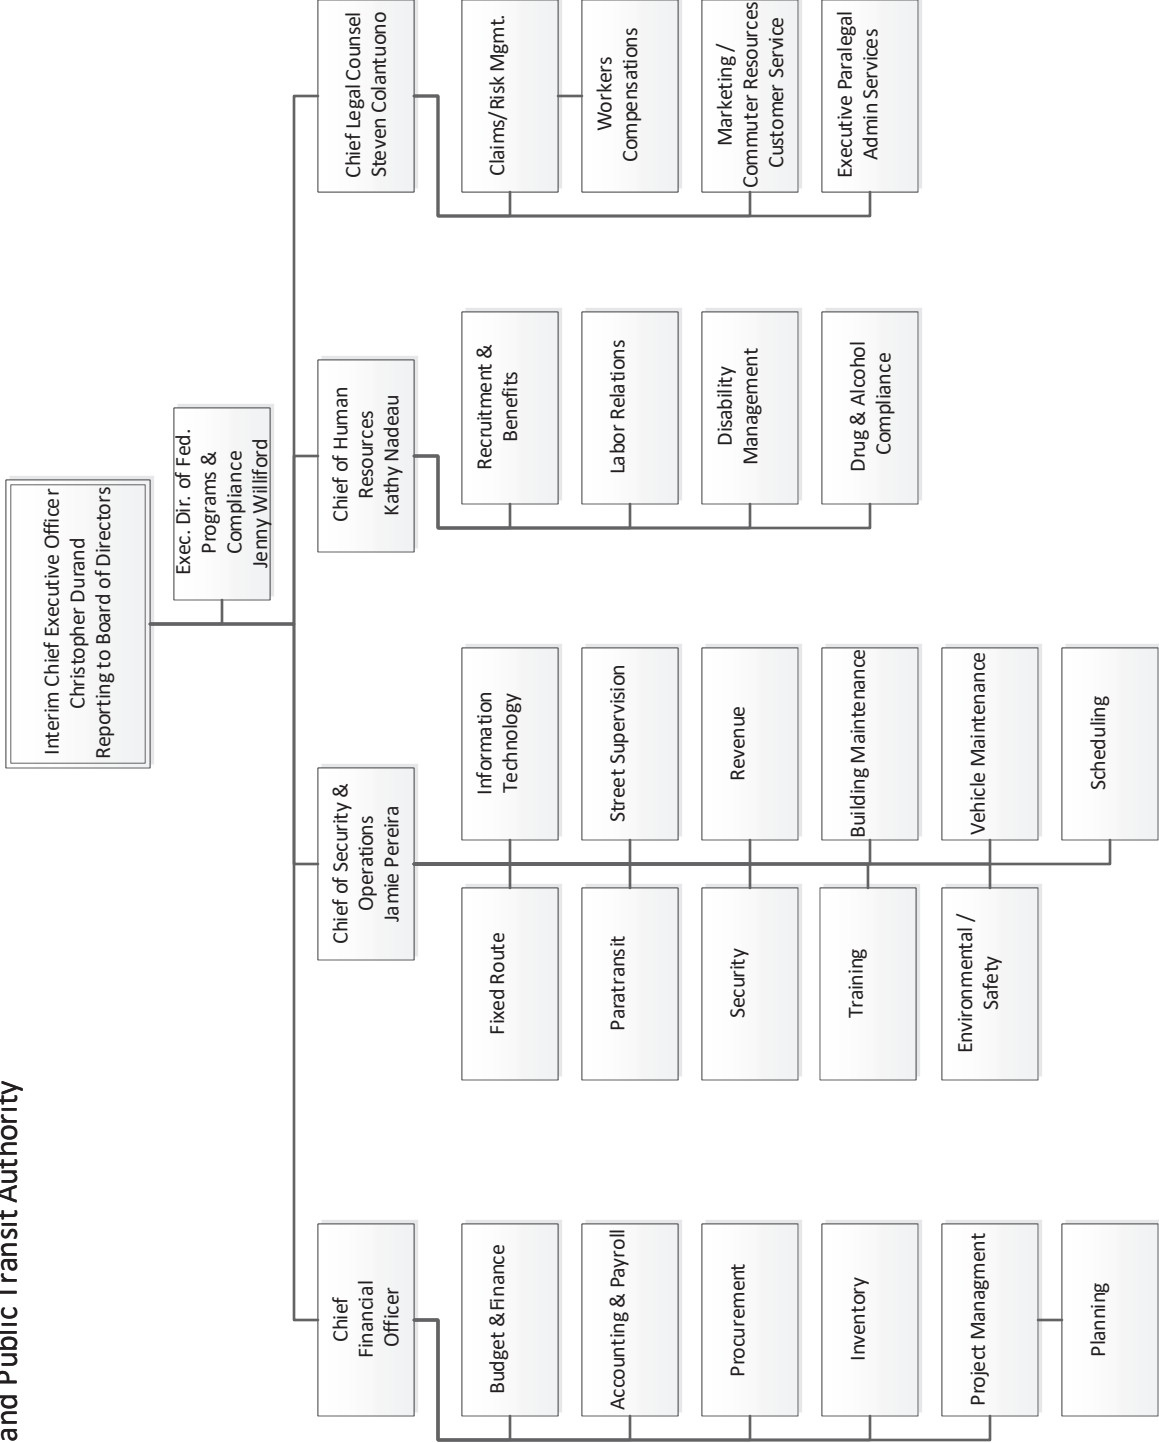 and Public Transit Authority
Interim Chief Executive Officer
Christopher Durand
Reporting to Board of Directors
Exec. Dir. of Fed.
Programs &
Compliance
Jenny Williford
Chief
Financial
Officer
Chief of Security &
Operations
Jamie Pereira
Chief of Human
Resources
Kathy Nadeau
Chief Legal Counsel
Steven Colantuono
Budget & Finance
Accounting & Payroll
Procurement
Inventory
Project Managment
Planning
Fixed Route
Paratransit
Security
Training
Environmental /
Safety
Information
Technology
Street Supervision
Revenue
Building Maintenance
Vehicle Maintenance
Scheduling
Recruitment &
Benefits
Labor Relations
Disability
Management
Drug & Alcohol
Compliance
Claims/Risk Mgmt.
Workers
Compensations
Marketing /
Commuter Resources
Customer Service
Executive Paralegal
Admin Services